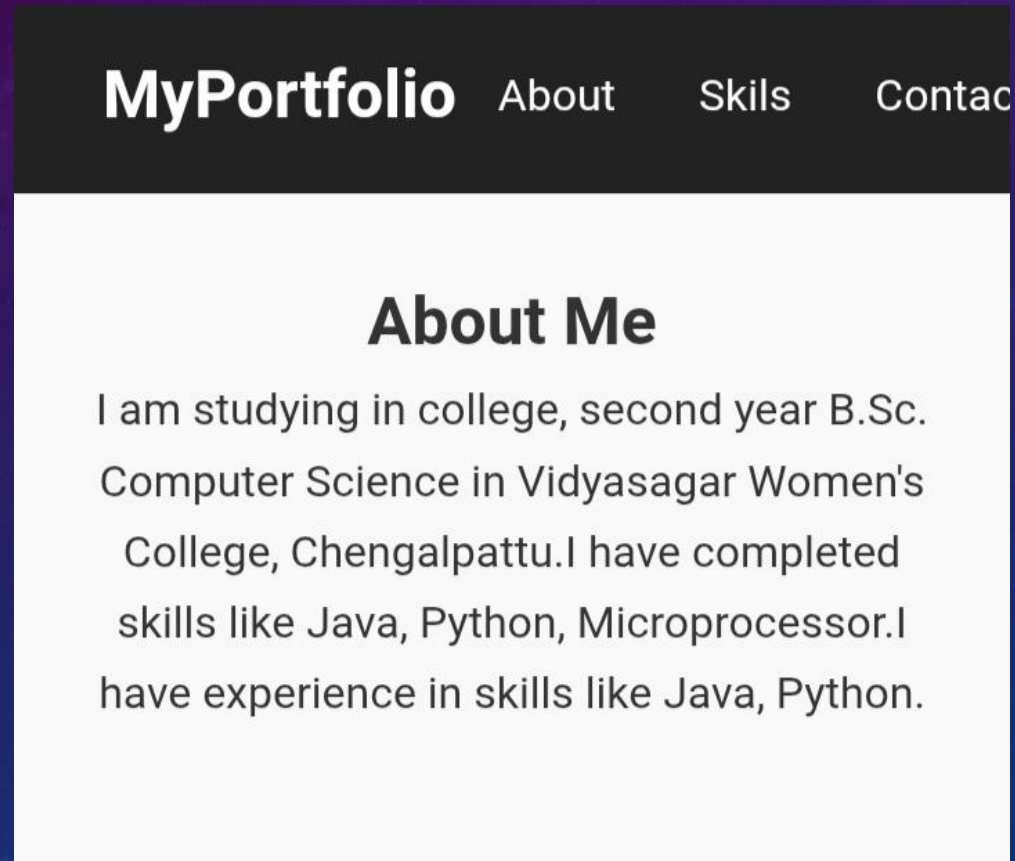 MyPortfolio About Skils Contac
About Me
I am studying in college, second year B.Sc.
Computer Science in Vidyasagar Women's
College, Chengalpattu.I have completed
skills like Java, Python, Microprocessor.I
have experience in skills like Java, Python.